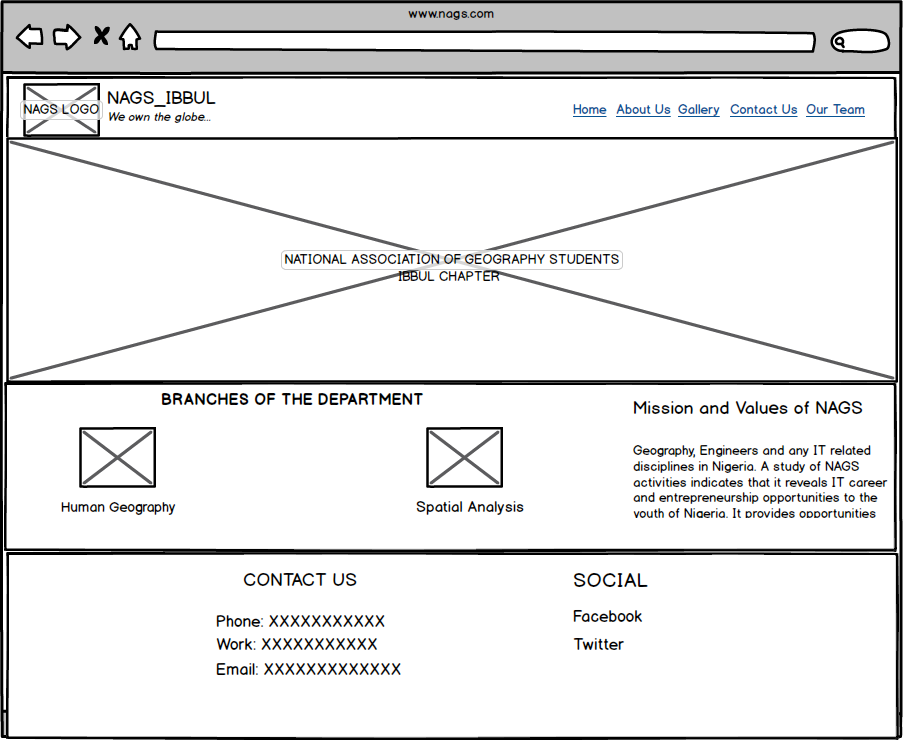 www.nags.com
NAGS LOGO
NAGS_IBBUL
We own the globe...
Home About Us Gallery Contact Us Our Team
NATIONAL ASSOCIATION OF GEOGRAPHY STUDENTS
IBBUL CHAPTER
BRANCHES OF THE DEPARTMENT
Human Geography
Spatial Analysis
Mission and Values of NAGS
Geography, Engineers and any IT related
disciplines in Nigeria. A study of NAGS
activities indicates that it reveals IT career
and entrepreneurship opportunities to the
youth of Nigeria. It provides opportunities
CONTACT US
Phone: XXXXXXXXXXX
Work: XXXXXXXXXXX
Email: XXXXXXXXXXXXX
SOCIAL
Facebook
Twitter